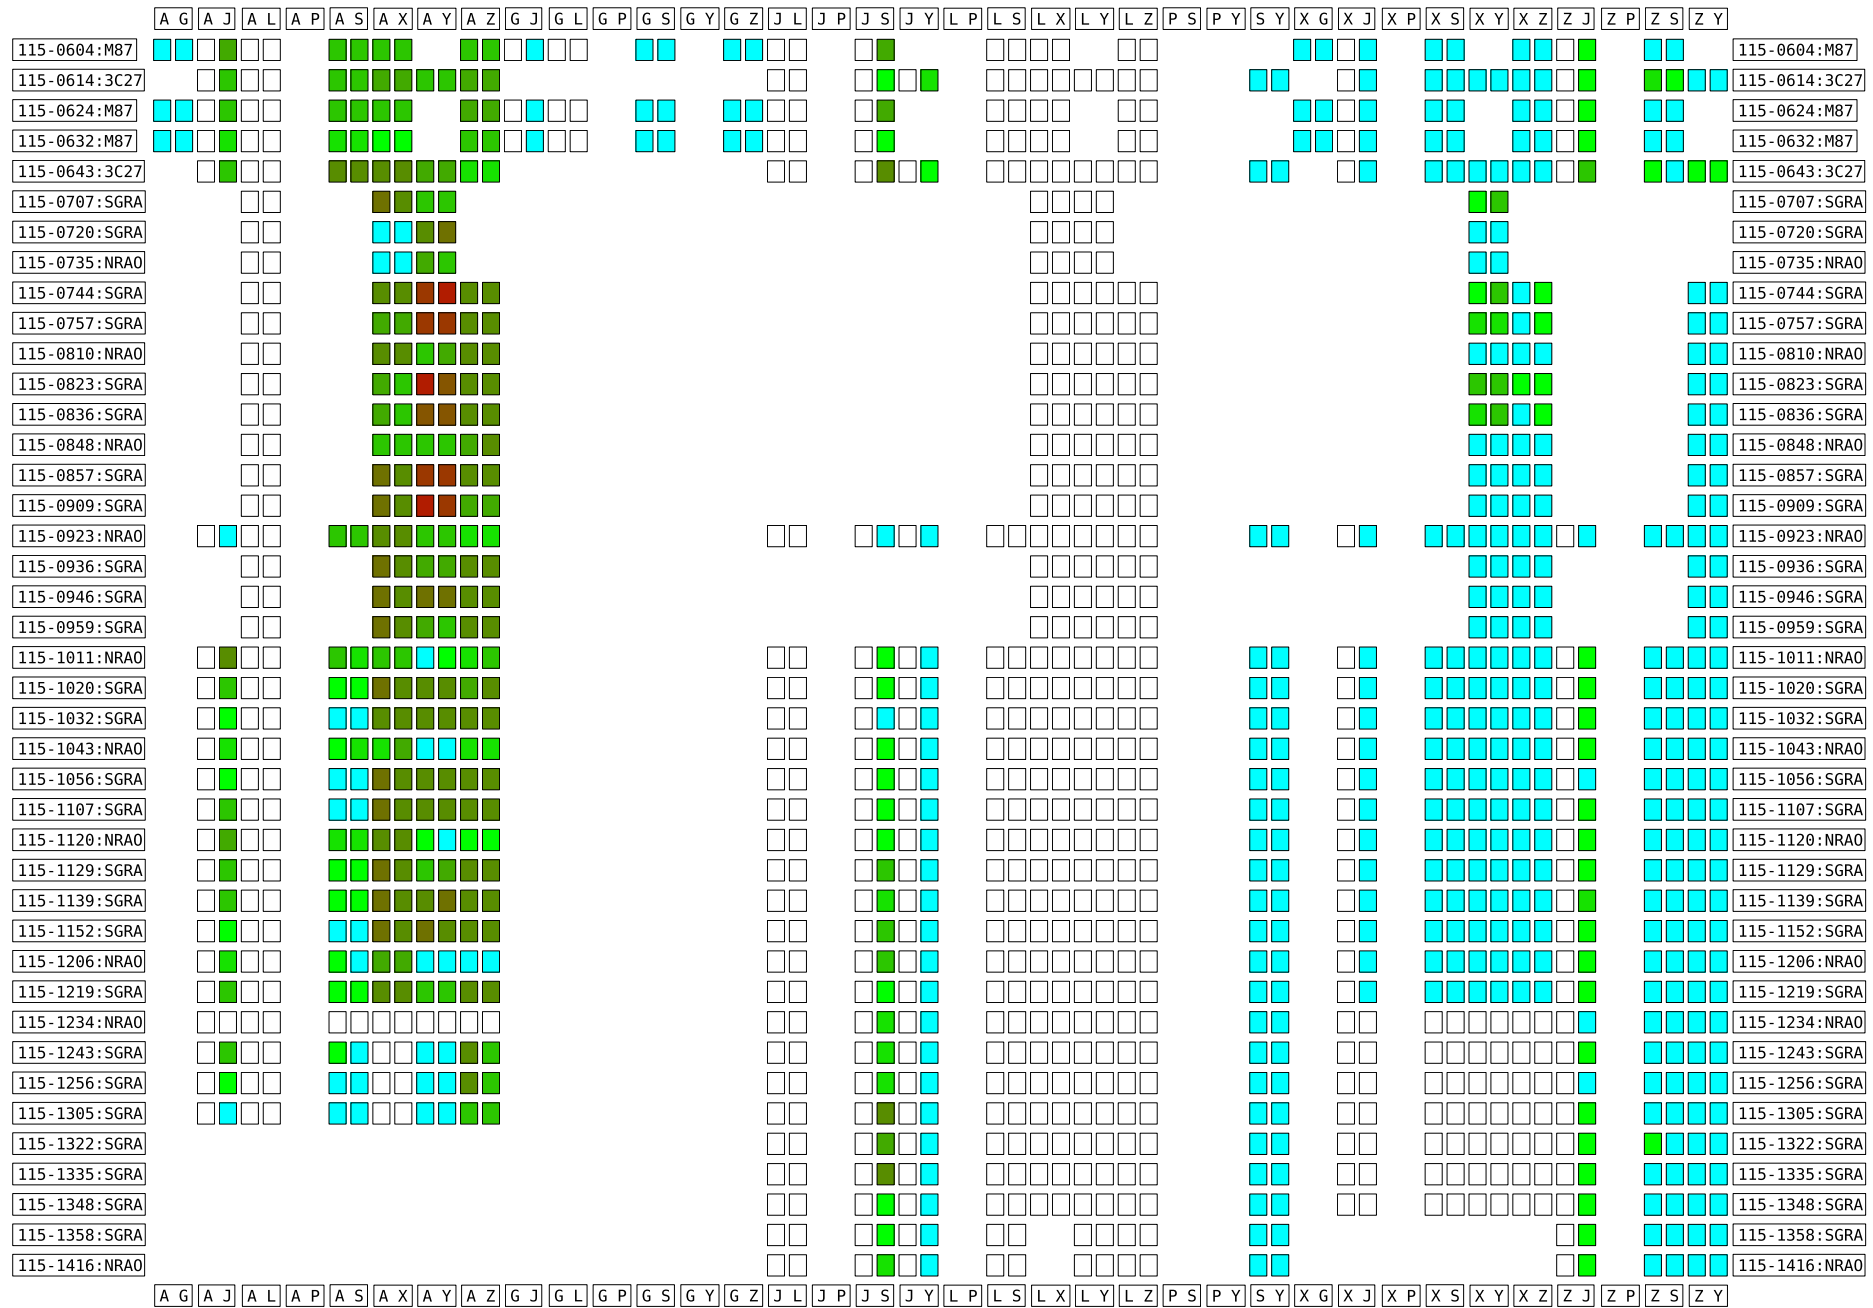 A G A J A L A P A S A X A Y A Z G J G L G P G S G Y G Z J L J P J S J Y L P L S L X L Y L Z P S P Y S Y X G X J X P X S X Y X Z Z J Z P Z S Z Y
115-0604:M87 115-0604:M87
115-0614:3C27 115-0614:3C27
115-0624:M87 115-0624:M87
115-0632:M87 115-0632:M87
115-0643:3C27 115-0643:3C27
115-0707:SGRA 115-0707:SGRA
115-0720:SGRA 115-0720:SGRA
115-0735:NRAO 115-0735:NRAO
115-0744:SGRA 115-0744:SGRA
115-0757:SGRA 115-0757:SGRA
115-0810:NRAO 115-0810:NRAO
115-0823:SGRA 115-0823:SGRA
115-0836:SGRA 115-0836:SGRA
115-0848:NRAO 115-0848:NRAO
115-0857:SGRA 115-0857:SGRA
115-0909:SGRA 115-0909:SGRA
115-0923:NRAO 115-0923:NRAO
115-0936:SGRA 115-0936:SGRA
115-0946:SGRA 115-0946:SGRA
115-0959:SGRA 115-0959:SGRA
115-1011:NRAO 115-1011:NRAO
115-1020:SGRA 115-1020:SGRA
115-1032:SGRA 115-1032:SGRA
115-1043:NRAO 115-1043:NRAO
115-1056:SGRA 115-1056:SGRA
115-1107:SGRA 115-1107:SGRA
115-1120:NRAO 115-1120:NRAO
115-1129:SGRA 115-1129:SGRA
115-1139:SGRA 115-1139:SGRA
115-1152:SGRA 115-1152:SGRA
115-1206:NRAO 115-1206:NRAO
115-1219:SGRA 115-1219:SGRA
115-1234:NRAO 115-1234:NRAO
115-1243:SGRA 115-1243:SGRA
115-1256:SGRA 115-1256:SGRA
115-1305:SGRA 115-1305:SGRA
115-1322:SGRA 115-1322:SGRA
115-1335:SGRA 115-1335:SGRA
115-1348:SGRA 115-1348:SGRA
115-1358:SGRA 115-1358:SGRA
115-1416:NRAO 115-1416:NRAO
A G A J A L A P A S A X A Y A Z G J G L G P G S G Y G Z J L J P J S J Y L P L S L X L Y L Z P S P Y S Y X G X J X P X S X Y X Z Z J Z P Z S Z Y